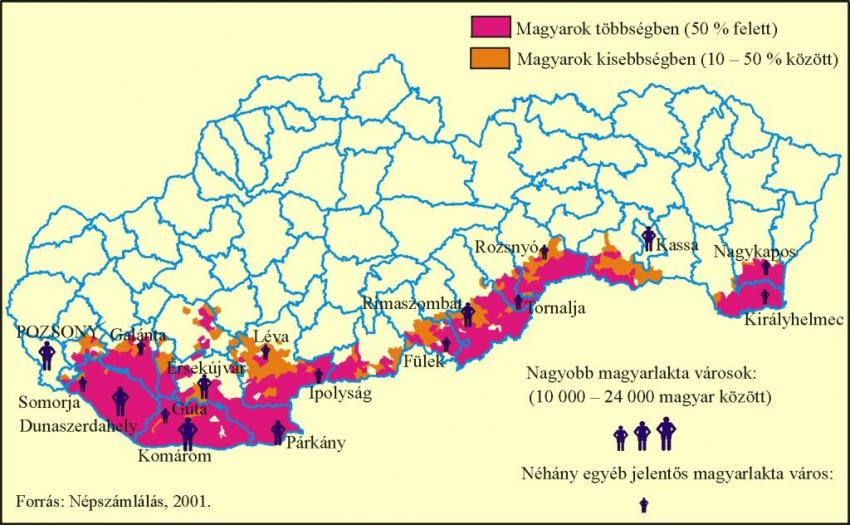 Magyarok többségben (50 % felett)
Magyarok kisebbségben (10 – 50 % között)
Rozsnyó
Kassa
Nagykapos
Rimaszombat
Tornalja
Királyhelmec
POZSONY
Galánta
Léva
Fülek
Érsekújvár
Ipolyság
Somorja
Gúta
Dunaszerdahely
Párkány
Komárom
Nagyobb magyarlakta városok:
(10 000 – 24 000 magyar között)
Néhány egyéb jelentős magyarlakta város:
Forrás: Népszámlálás, 2001.